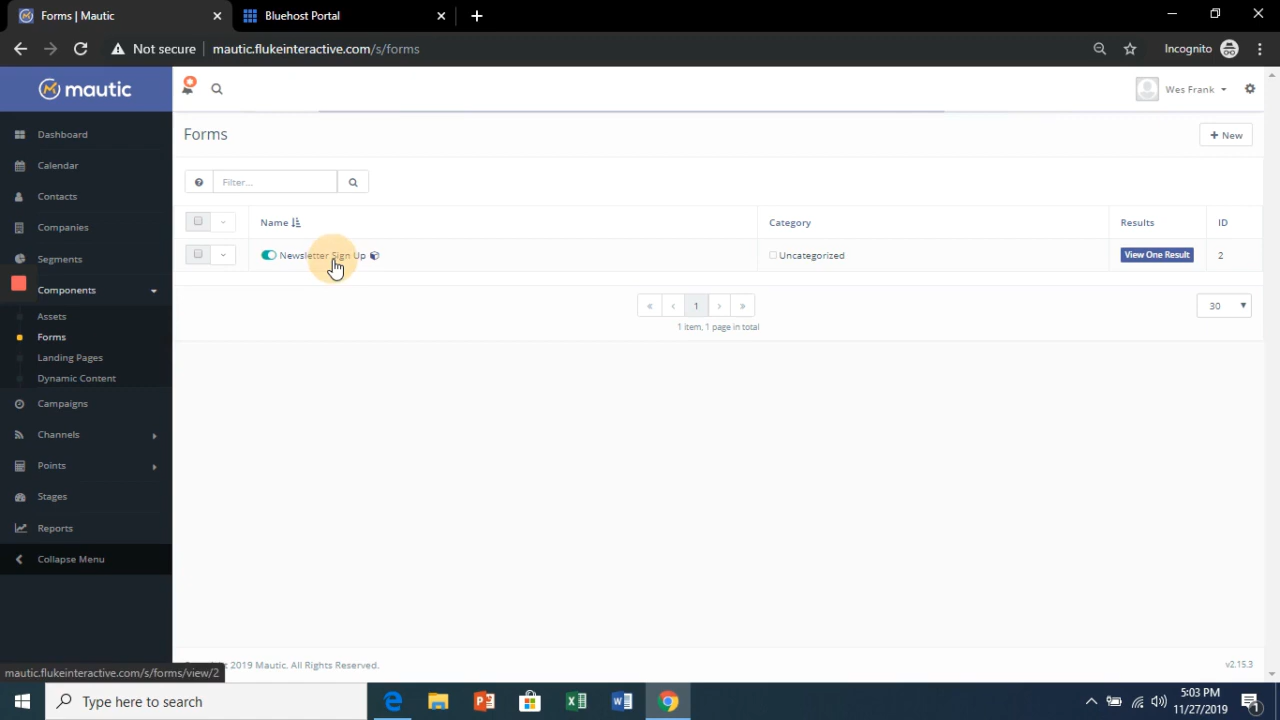 Forms | Mautic
Bluehost Portal
Not secure
mautic.flukeinteractive.com/s/forms
Incognito
mautic
Wes Frank
Dashboard
Calendar
Contacts
Companies
Segments
Components
Assets
Forms
Landing Pages
Dynamic Content
Campaigns
Channels
Points
Stages
Reports
Collapse Menu
Forms
+ New
Filter...
Name
Category
Results
ID
Newsletter Sign Up
Uncategorized
View One Result
2
« ‹ 1 › »
1 item, 1 page in total
30
2019 Mautic. All Rights Reserved.
v2.15.3
mautic.flukeinteractive.com/s/forms/view/2
Type here to search
5:03 PM
11/27/2019
1